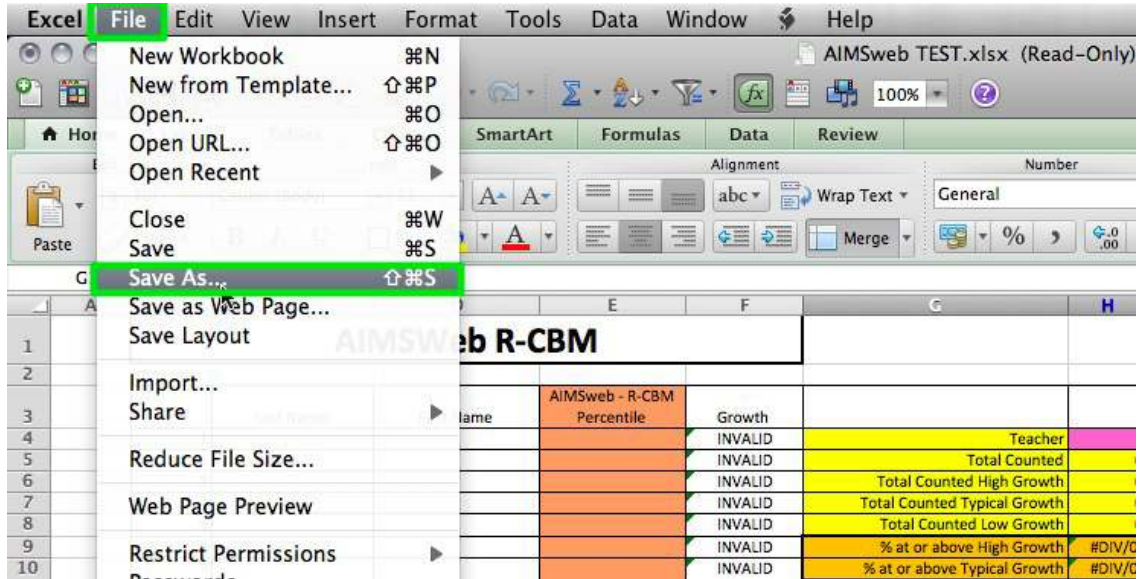 Excel File Edit View Insert Format Tools Data Window Help
AIMSweb TEST.xlsx (Read-Only)
100%
SmartArt Formulas Data Review
Alignment Number
abc Wrap Text General
Paste Merge % .0 .00
G
New Workbook ⌘N
New from Template... ⇧⌘P
Open... ⌘O
Open URL... ⇧⌘O
Open Recent
Close ⌘W
Save ⌘S
Save As... ⇧⌘S
Save as Web Page...
Save Layout
Import...
Share
Reduce File Size...
Web Page Preview
Restrict Permissions
A E F G H
1 AIMSWeb R-CBM
2
AIMSweb - R-CBM
3 Percentile Growth
4 INVALID Teacher
5 INVALID Total Counted
6 INVALID Total Counted High Growth
7 INVALID Total Counted Typical Growth
8 INVALID Total Counted Low Growth
9 INVALID % at or above High Growth #DIV/0
10 INVALID % at or above Typical Growth #DIV/0